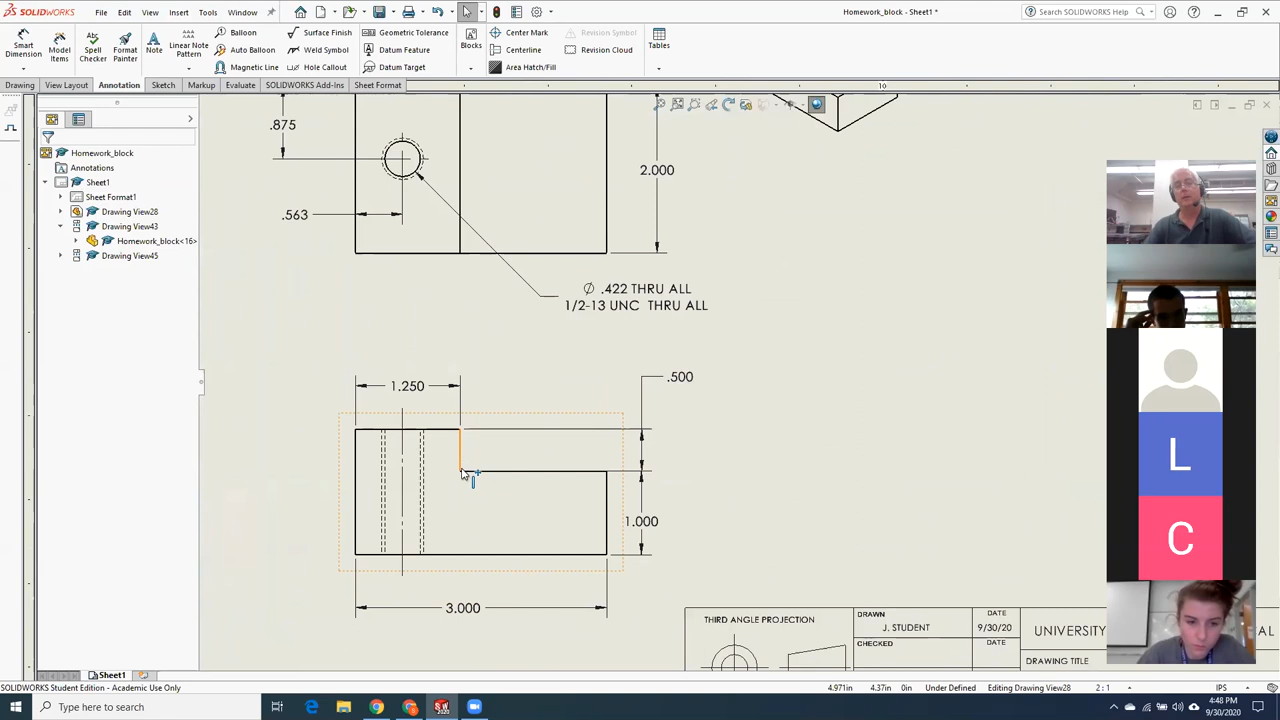 SOLIDWORKS
File Edit View Insert Tools Window
Homework_block - Sheet1 *
Search SOLIDWORKS Help
Smart Dimension
Model Items
Spell Checker
Format Painter
Note
Linear Note Pattern
Balloon
Auto Balloon
Magnetic Line
Surface Finish
Weld Symbol
Hole Callout
Geometric Tolerance
Datum Feature
Datum Target
Blocks
Center Mark
Centerline
Area Hatch/Fill
Revision Symbol
Revision Cloud
Tables
Drawing View Layout Annotation Sketch Markup Evaluate SOLIDWORKS Add-Ins Sheet Format
10
Homework_block
Annotations
Sheet1
Sheet Format1
Drawing View28
Drawing View43
Homework_block<16>
Drawing View45
.875
2.000
.563
Ø .422 THRU ALL
1/2-13 UNC THRU ALL
1.250
.500
1.000
3.000
THIRD ANGLE PROJECTION
DRAWN
J. STUDENT
DATE
9/30/20
CHECKED
DATE
UNIVERSITY
DRAWING TITLE
L
C
Sheet1
SOLIDWORKS Student Edition - Academic Use Only
4.971in 4.37in 0in Under Defined Editing Drawing View28 2 : 1 IPS
Type here to search
SW
2020
4:48 PM
9/30/2020